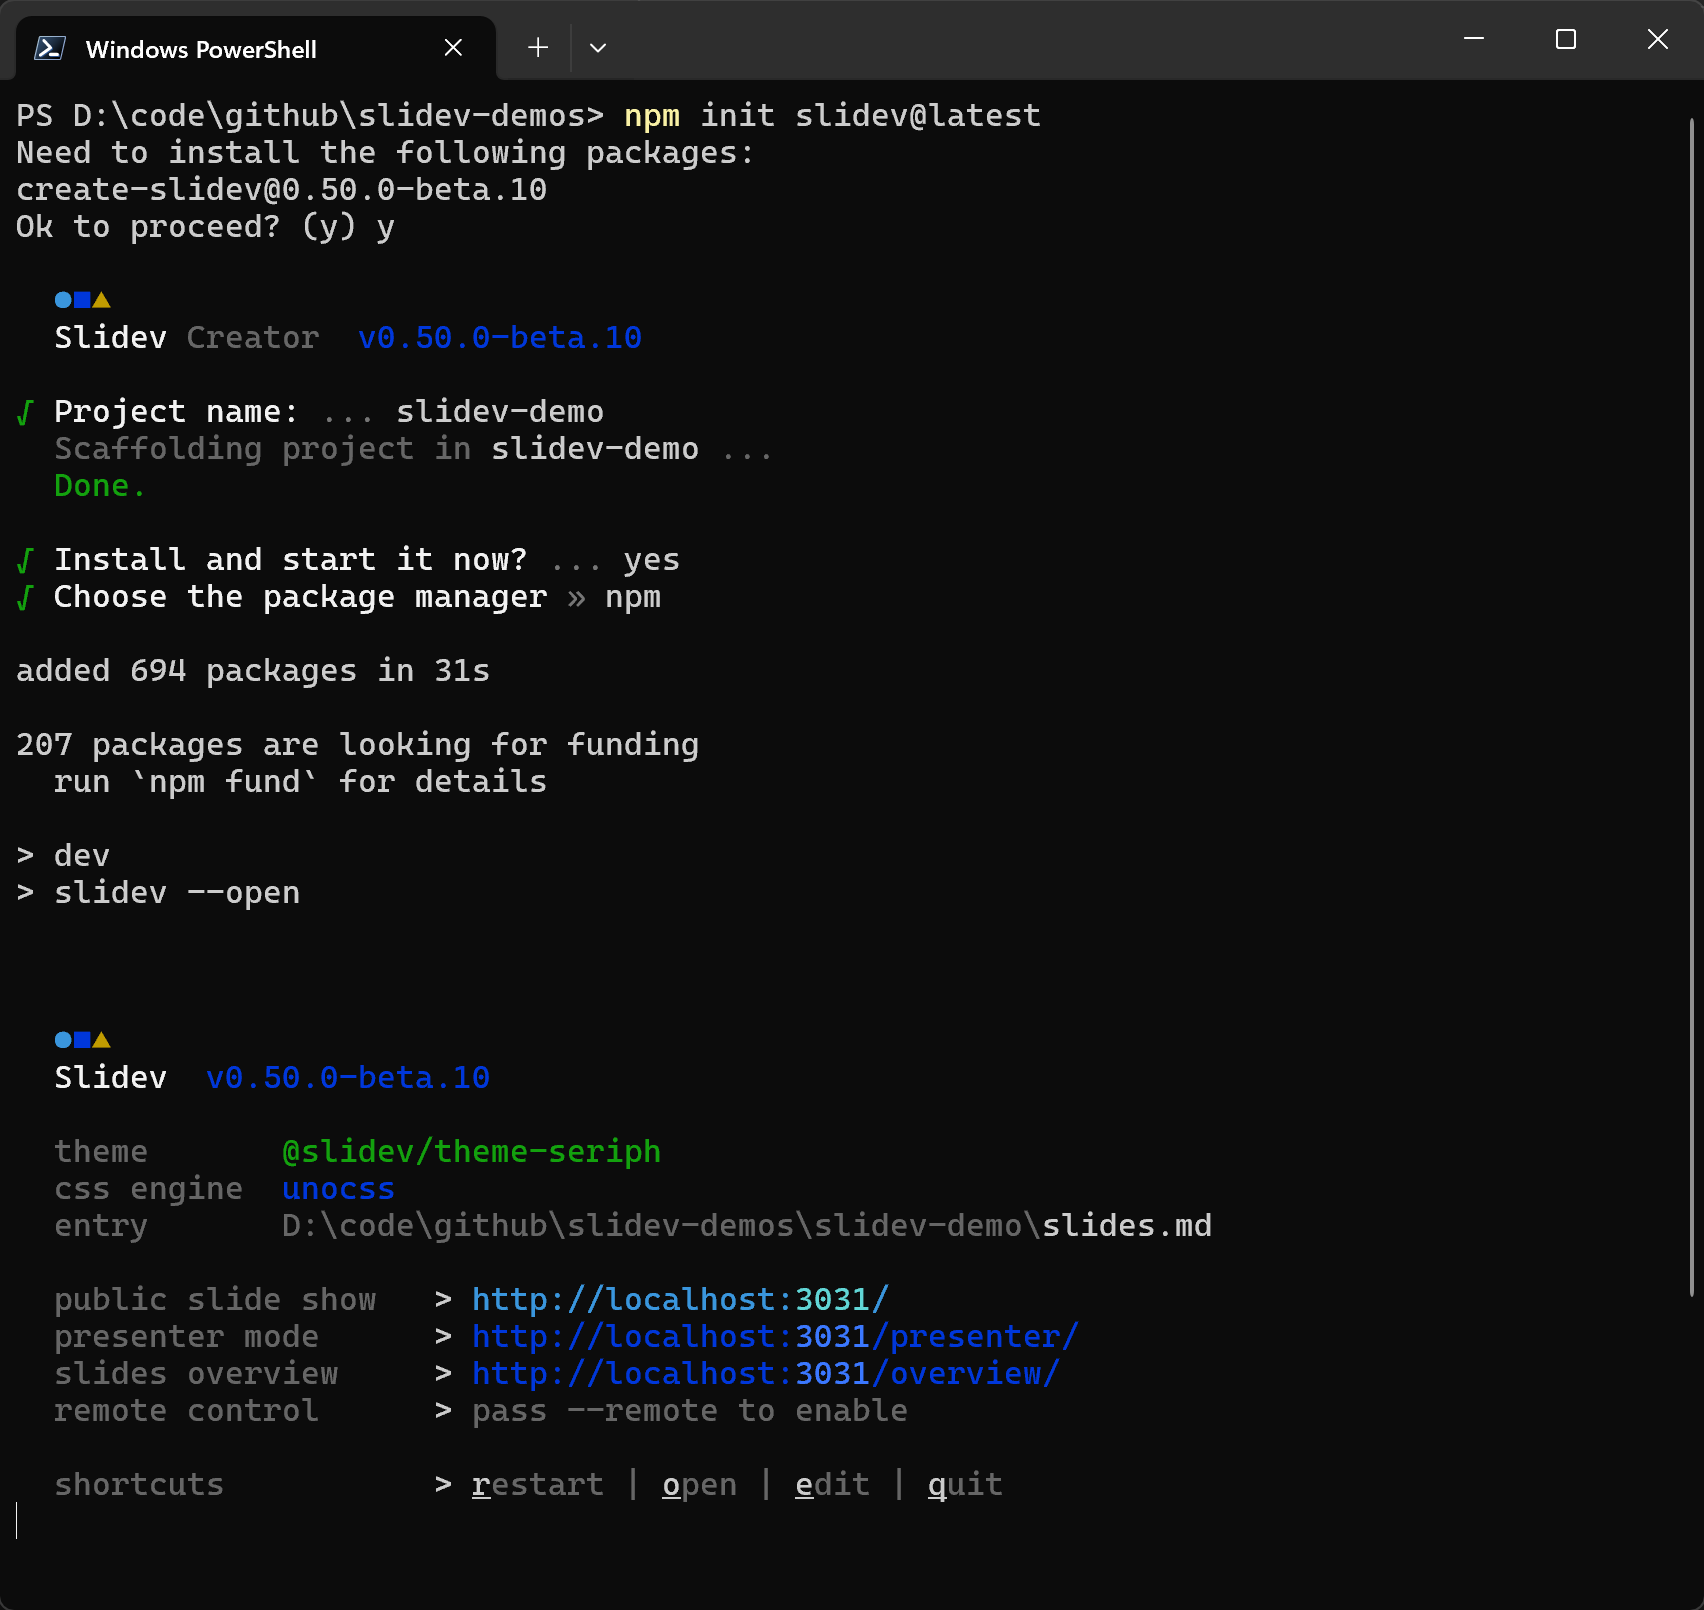 Windows PowerShell
PS D:\code\github\slidev-demos> npm init slidev@latest
Need to install the following packages:
create-slidev@0.50.0-beta.10
Ok to proceed? (y) y
Slidev Creator  v0.50.0-beta.10
√ Project name: ... slidev-demo
Scaffolding project in slidev-demo ...
Done.
√ Install and start it now? ... yes
√ Choose the package manager » npm
added 694 packages in 31s
207 packages are looking for funding
run `npm fund` for details
> dev
> slidev --open
Slidev  v0.50.0-beta.10
theme       @slidev/theme-seriph
css engine  unocss
entry       D:\code\github\slidev-demos\slidev-demo\slides.md
public slide show   > http://localhost:3031/
presenter mode      > http://localhost:3031/presenter/
slides overview     > http://localhost:3031/overview/
remote control      > pass --remote to enable
shortcuts           > restart | open | edit | quit